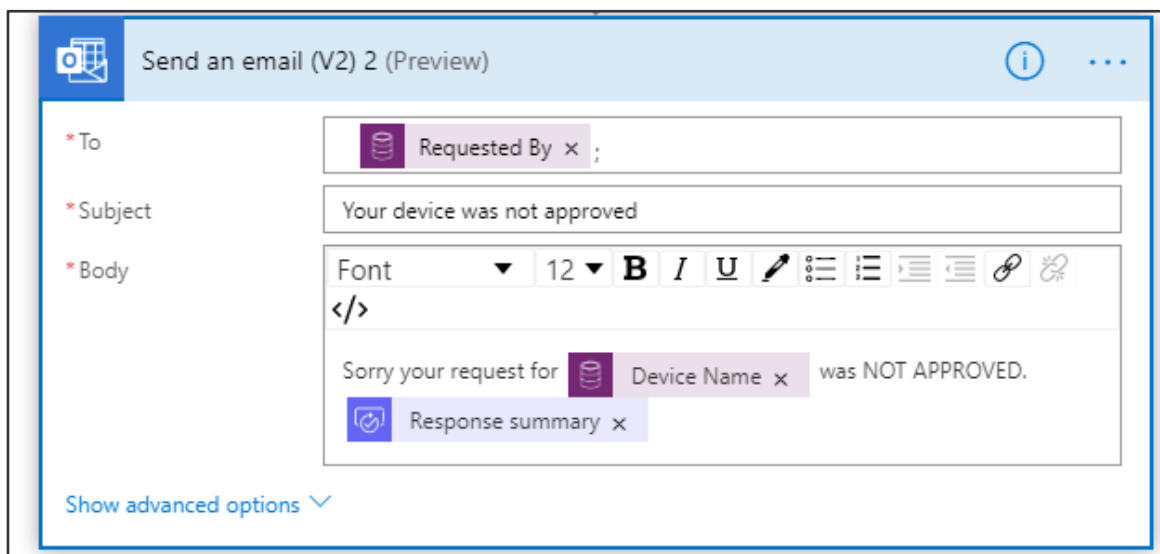 Send an email (V2) 2 (Preview)
*To
Requested By × ;
*Subject
Your device was not approved
*Body
Font 12 B I U
</>
Sorry your request for Device Name × was NOT APPROVED.
Response summary ×
Show advanced options